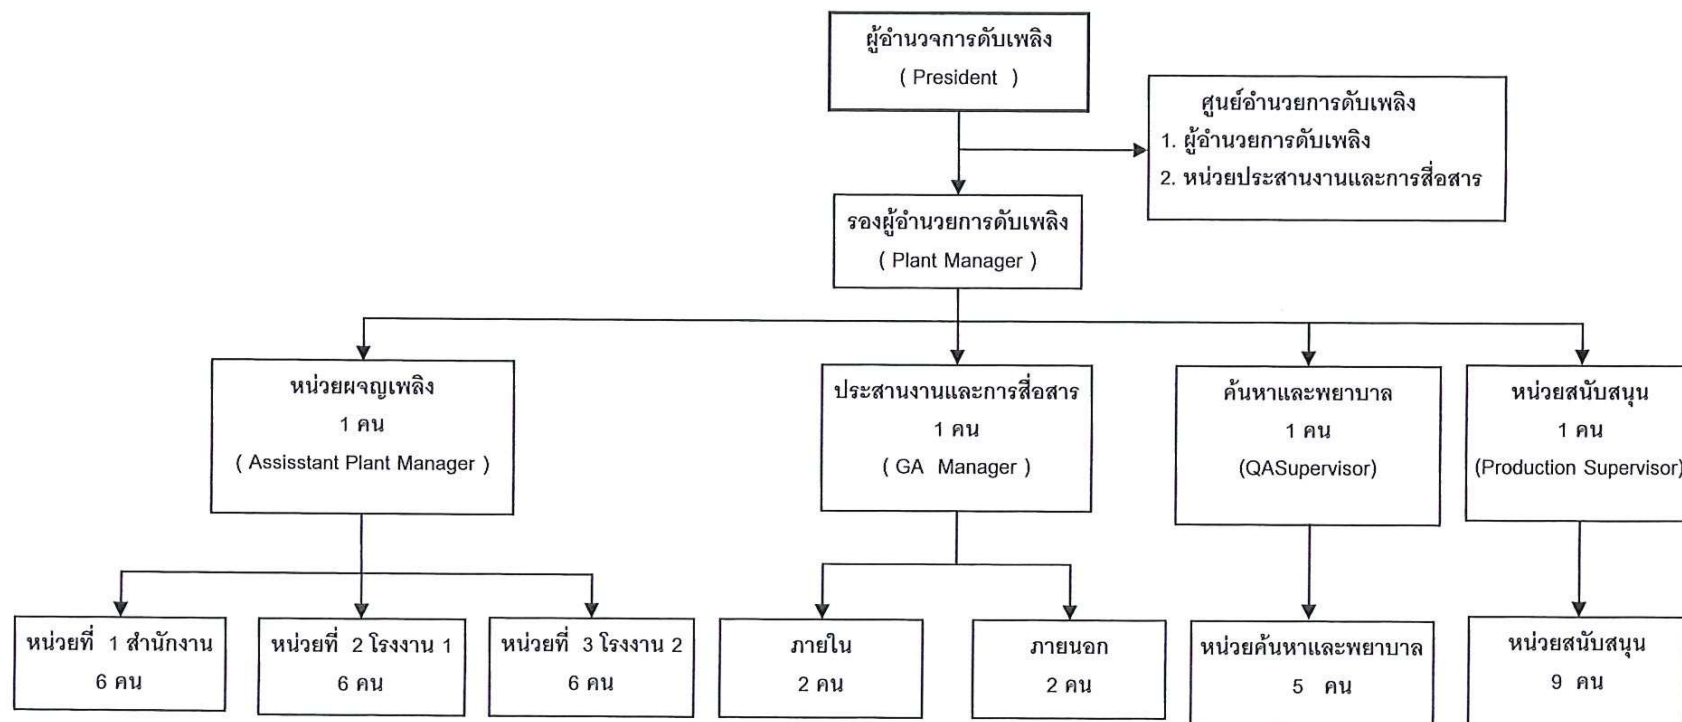 ผู้อำนวจการดับเพลิง
( President )
ศูนย์อำนวยการดับเพลิง
1. ผู้อำนวยการดับเพลิง
2. หน่วยประสานงานและการสื่อสาร
รองผู้อำนวยการดับเพลิง
( Plant Manager )
หน่วยผจญเพลิง
1 คน
( Assisstant Plant Manager )
ประสานงานและการสื่อสาร
1 คน
( GA Manager )
ค้นหาและพยาบาล
1 คน
(QASupervisor)
หน่วยสนับสนุน
1 คน
(Production Supervisor)
หน่วยที่ 1 สำนักงาน
6 คน
หน่วยที่ 2 โรงงาน 1
6 คน
หน่วยที่ 3 โรงงาน 2
6 คน
ภายใน
2 คน
ภายนอก
2 คน
หน่วยค้นหาและพยาบาล
5 คน
หน่วยสนับสนุน
9 คน